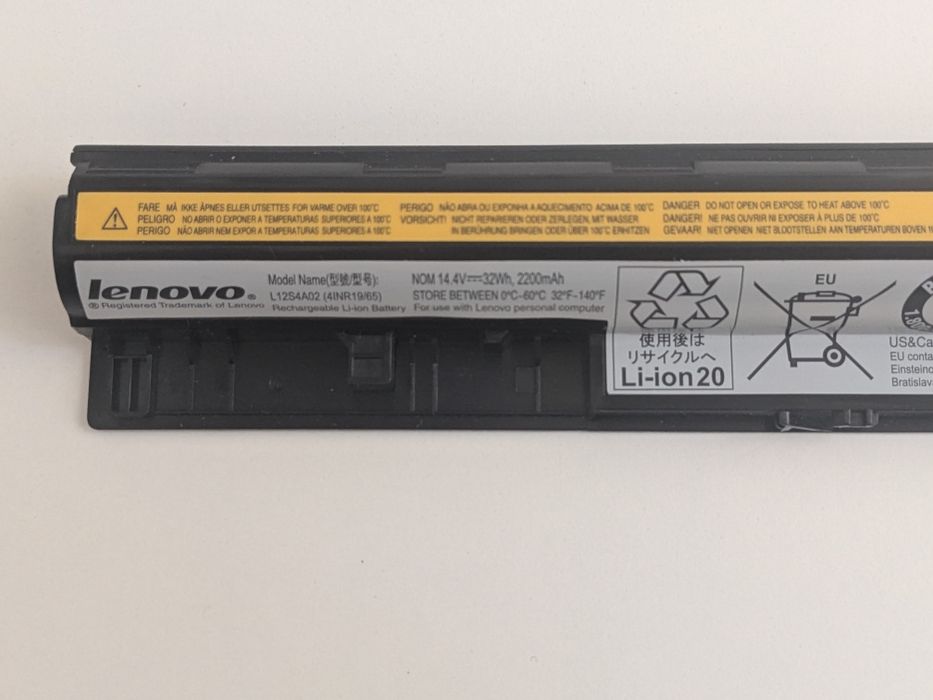 FARE MÅ IKKE ÅPNES ELLER UTSETTES FOR VARME OVER 100°C
PELIGRO NO ABRIR O EXPONER A TEMPERATURAS SUPERIORES A 100°C
PERIGO NÃO ABRIR NEM EXPOR A TEMPERATURAS SUPERIORES A 100°C
PERIGO NÃO ABRA OU EXPONHA A AQUECIMENTO ACIMA DE 100°C
VORSICHT! NICHT REPARIEREN ODER ZERLEGEN, MIT WASSER
IN BERÜHRUNG BRINGEN ODER ÜBER 100°C ERHITZEN
DANGER DO NOT OPEN OR EXPOSE TO HEAT ABOVE 100°C
DANGER! NE PAS OUVRIR NI EXPOSER À PLUS DE 100°C
GEVAAR! NIET OPENEN NIET BLOOTSTELLEN AAN TEMPERATUREN BOVEN
lenovo®
® Registered Trademark of Lenovo
Model Name(型號/型号):
L12S4A02 (4INR19/65)
Rechargeable Li-ion Battery
NOM 14.4V⎓32Wh, 2200mAh
STORE BETWEEN 0°C~60°C 32°F~140°F
For use with Lenovo personal computer
使用後は
リサイクルへ
Li-ion20
EU
US&Ca
EU conta
Einsteino
Bratislav